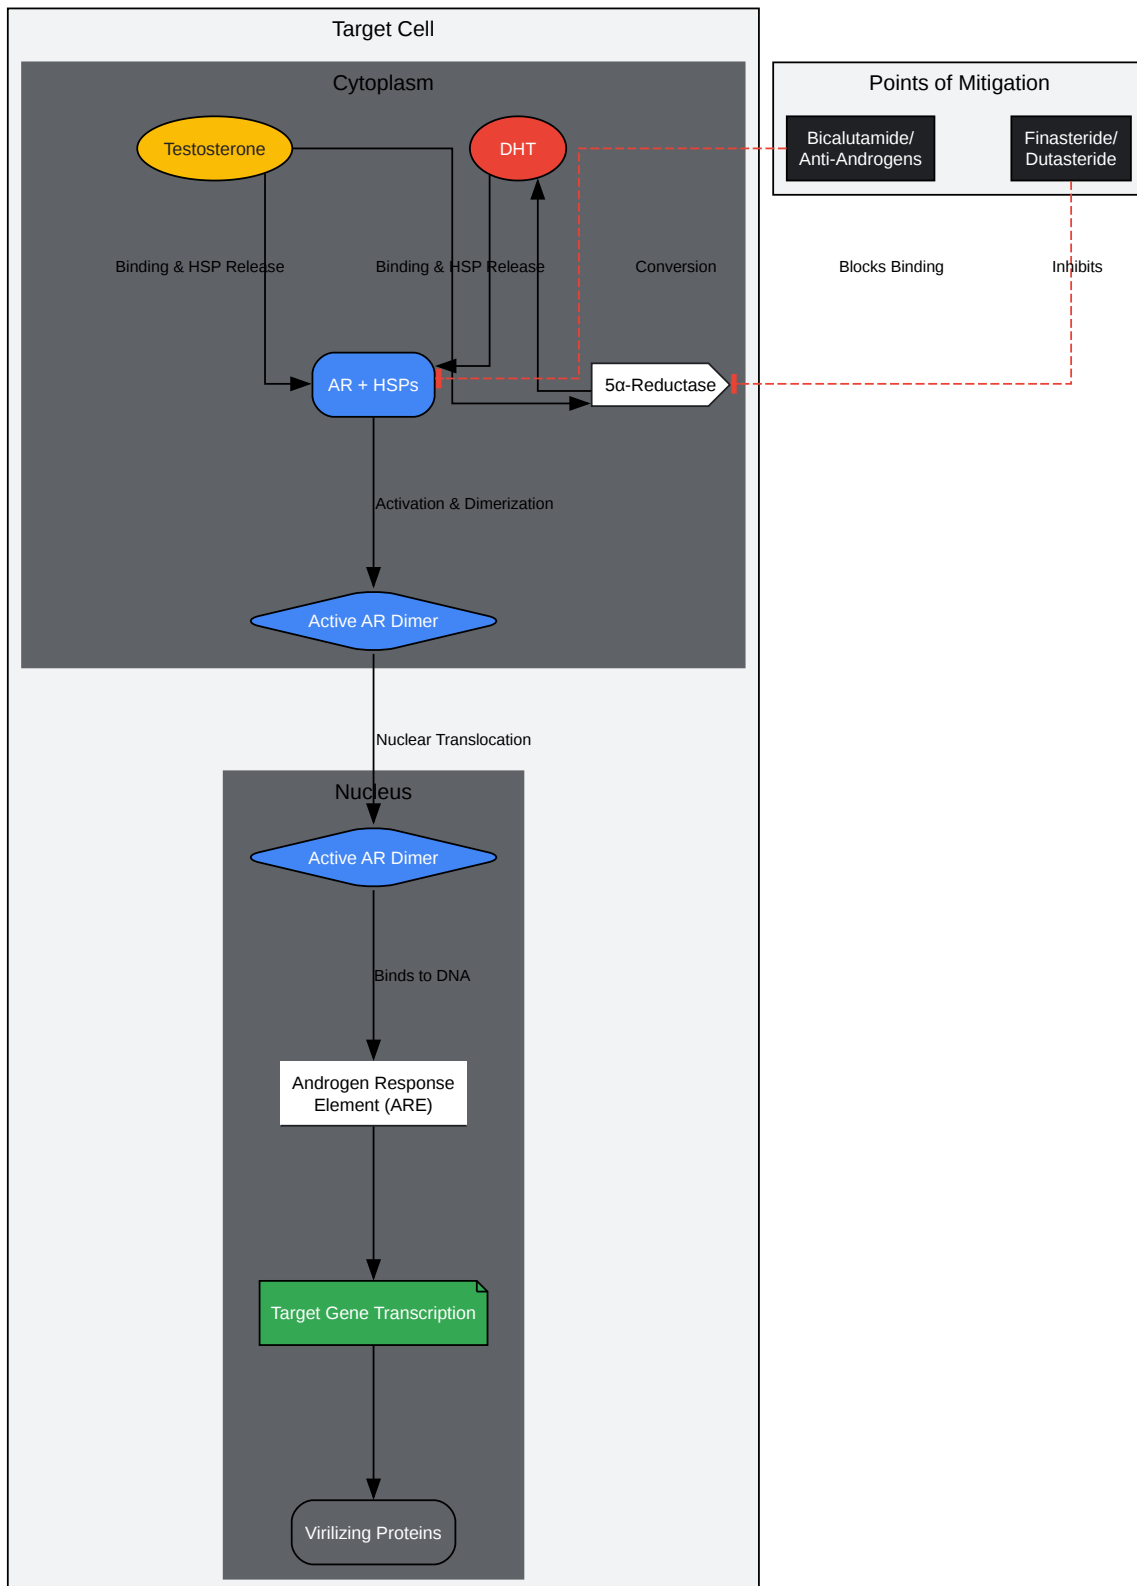 Target Cell
Cytoplasm
Points of Mitigation
Testosterone
DHT
Bicalutamide/
Anti-Androgens
Finasteride/
Dutasteride
Binding & HSP Release
Binding & HSP Release
Conversion
Blocks Binding
Inhibits
AR + HSPs
5α-Reductase
Activation & Dimerization
Active AR Dimer
Nuclear Translocation
Nucleus
Active AR Dimer
Binds to DNA
Androgen Response
Element (ARE)
Target Gene Transcription
Virilizing Proteins